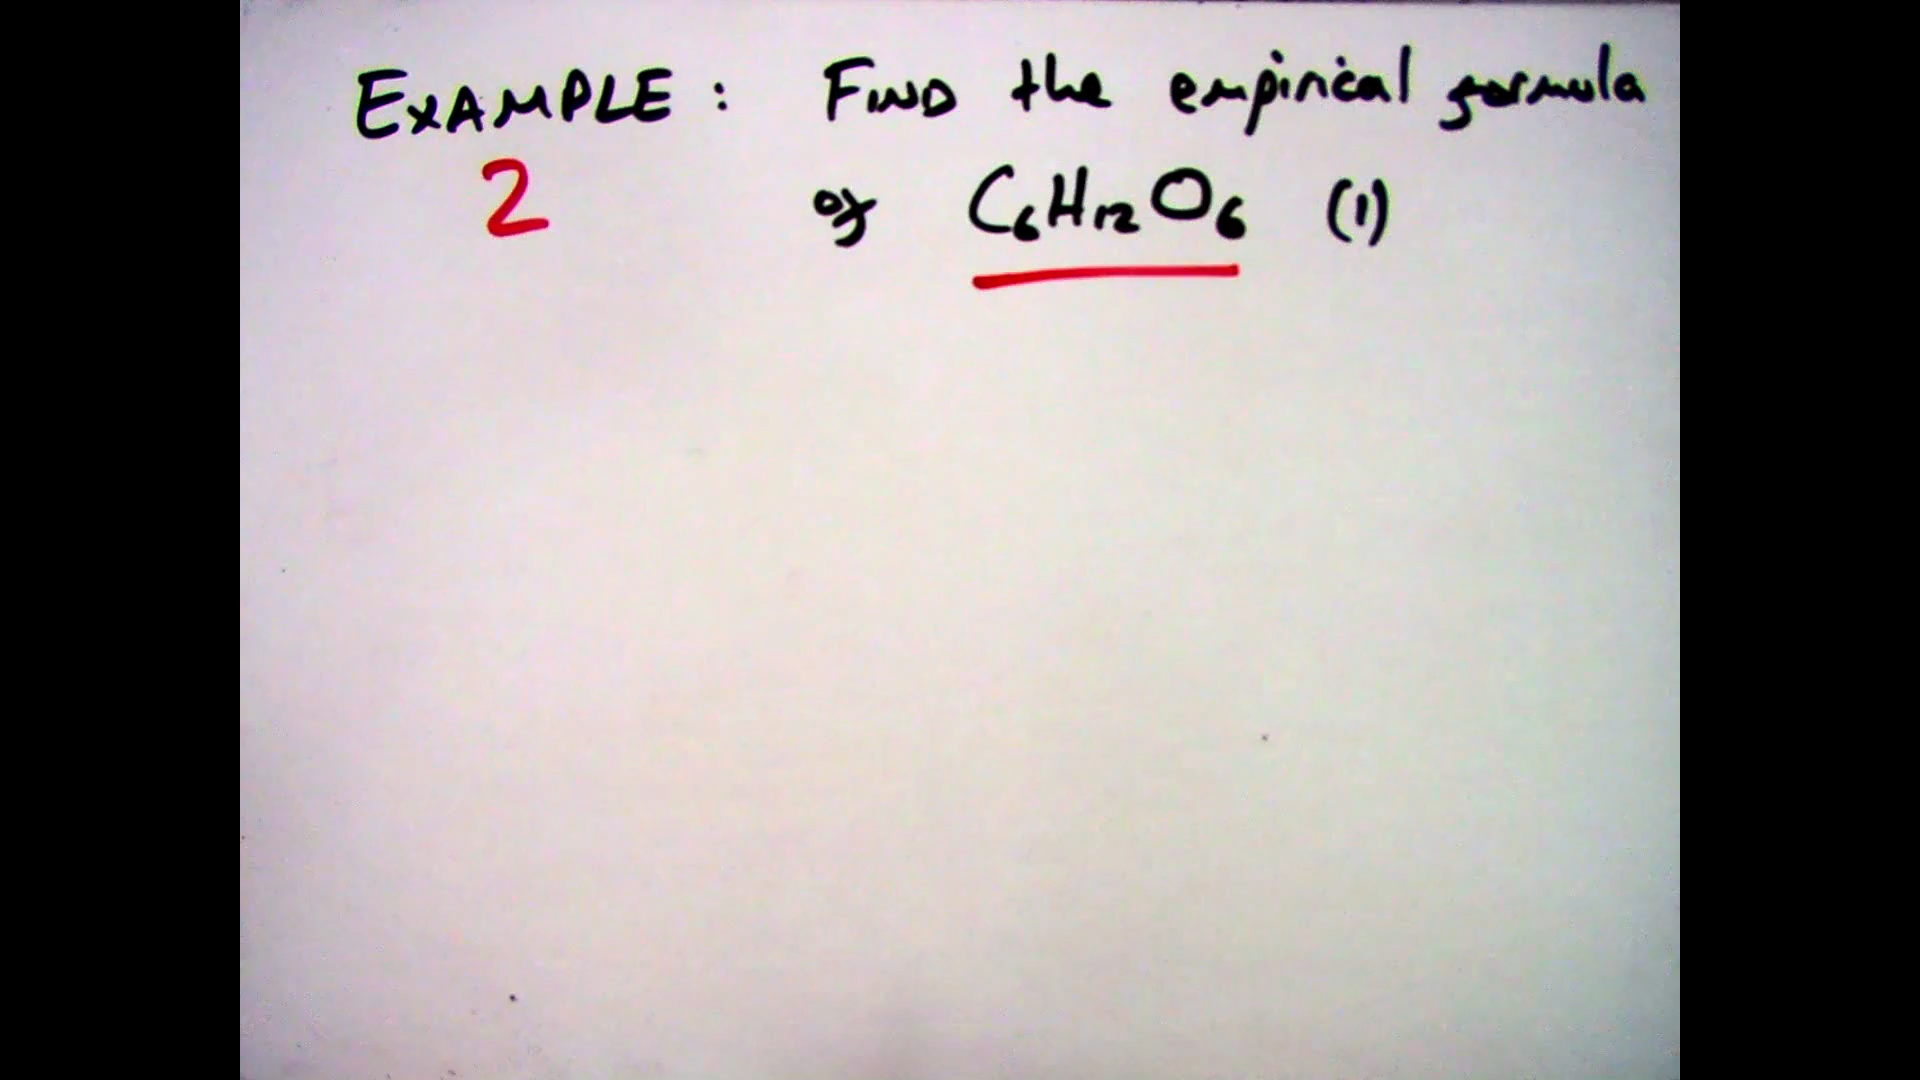 EXAMPLE: FIND the empirical formula
2 of C₆H₁₂O₆ (1)